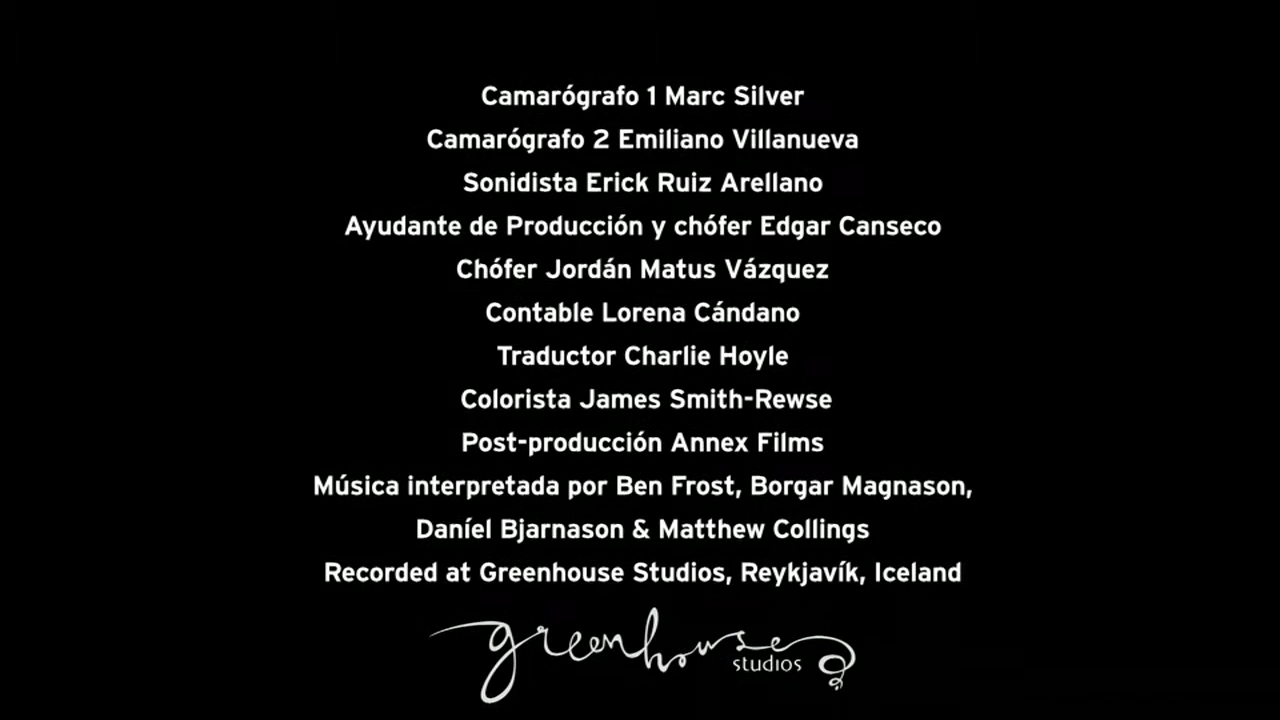 Camarógrafo 1 Marc Silver
Camarógrafo 2 Emiliano Villanueva
Sonidista Erick Ruiz Arellano
Ayudante de Producción y chófer Edgar Canseco
Chófer Jordán Matus Vázquez
Contable Lorena Cándano
Traductor Charlie Hoyle
Colorista James Smith-Rewse
Post-producción Annex Films
Música interpretada por Ben Frost, Borgar Magnason,
Daníel Bjarnason & Matthew Collings
Recorded at Greenhouse Studios, Reykjavík, Iceland
greenhouse
studios